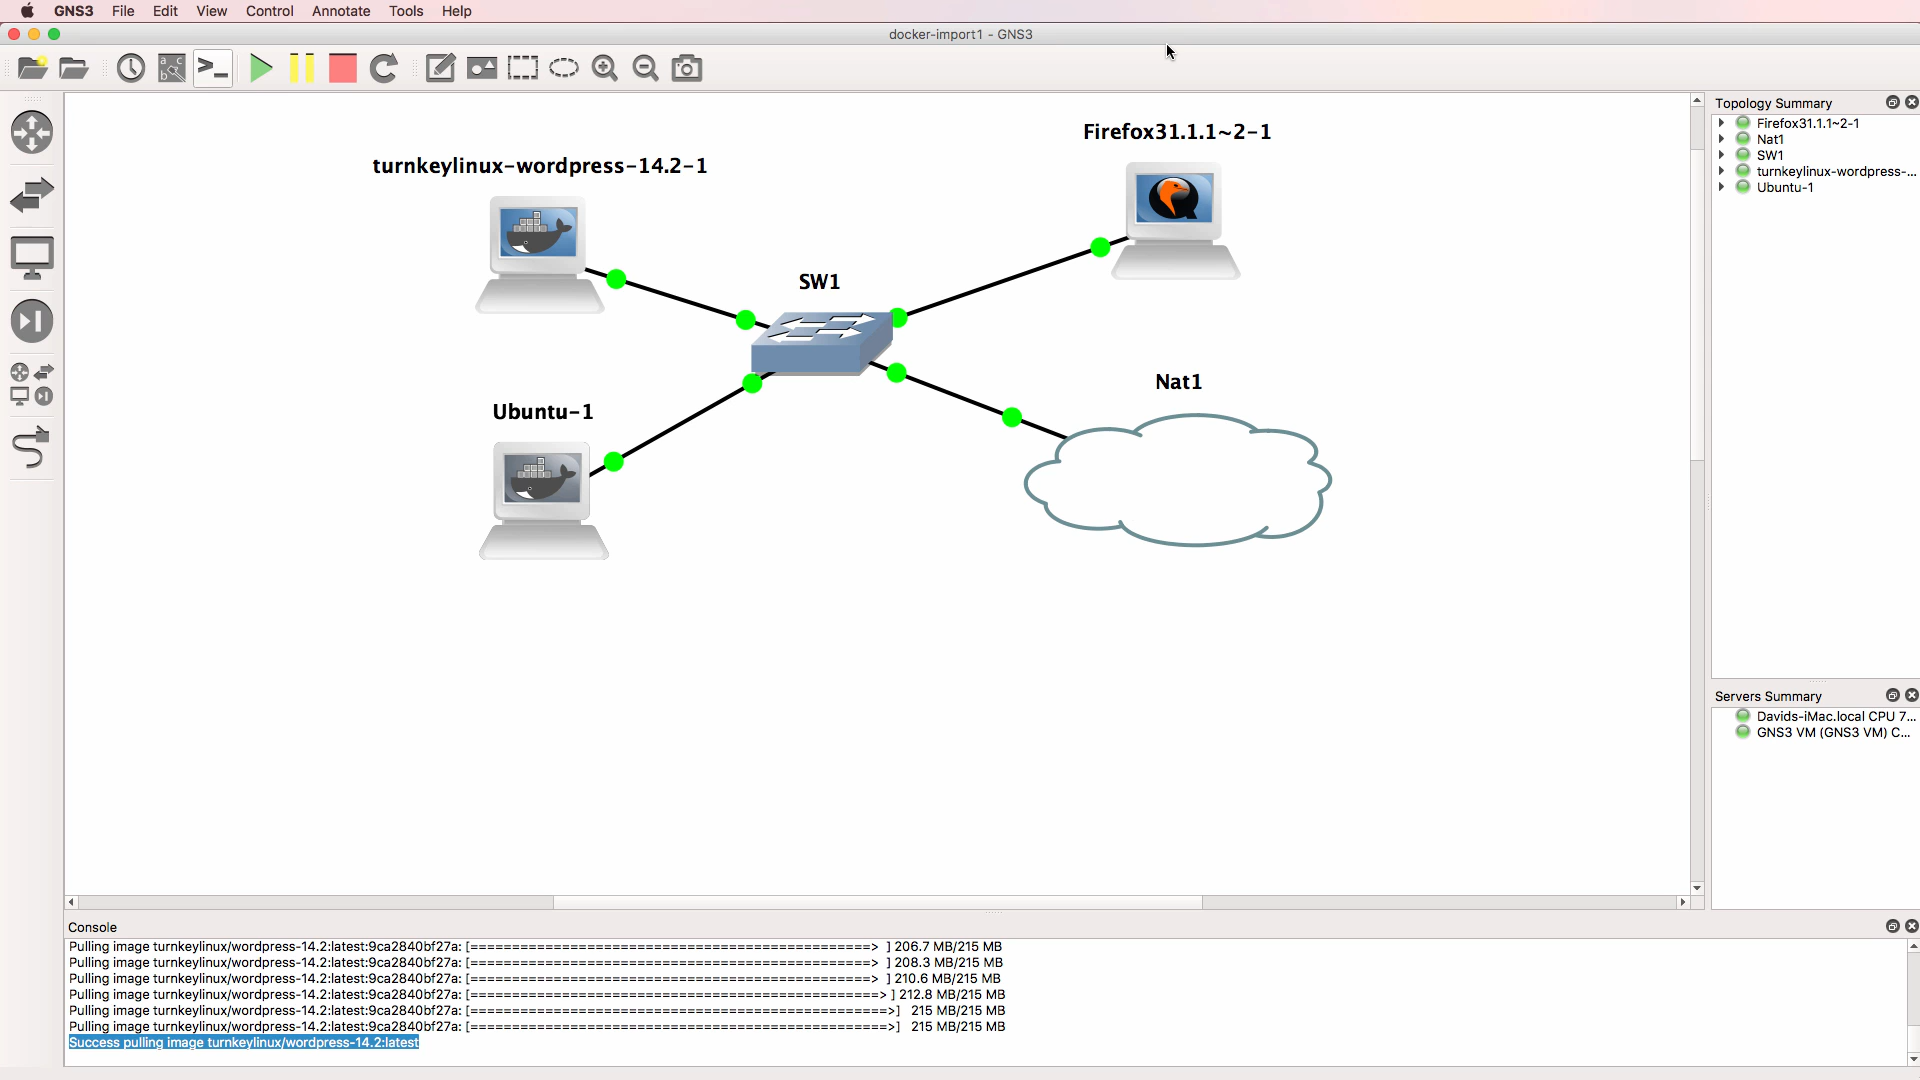 GNS3 File Edit View Control Annotate Tools Help
docker-import1 - GNS3
Topology Summary
Firefox31.1.1~2-1
Nat1
SW1
turnkeylinux-wordpress-...
Ubuntu-1
turnkeylinux-wordpress-14.2-1
Firefox31.1.1~2-1
SW1
Nat1
Ubuntu-1
Servers Summary
Davids-iMac.local CPU 7...
GNS3 VM (GNS3 VM) C...
Console
Pulling image turnkeylinux/wordpress-14.2:latest:9ca2840bf27a: [=================================================> ] 206.7 MB/215 MB
Pulling image turnkeylinux/wordpress-14.2:latest:9ca2840bf27a: [=================================================> ] 208.3 MB/215 MB
Pulling image turnkeylinux/wordpress-14.2:latest:9ca2840bf27a: [=================================================> ] 210.6 MB/215 MB
Pulling image turnkeylinux/wordpress-14.2:latest:9ca2840bf27a: [==================================================> ] 212.8 MB/215 MB
Pulling image turnkeylinux/wordpress-14.2:latest:9ca2840bf27a: [===================================================>] 215 MB/215 MB
Pulling image turnkeylinux/wordpress-14.2:latest:9ca2840bf27a: [===================================================>] 215 MB/215 MB
Success pulling image turnkeylinux/wordpress-14.2:latest